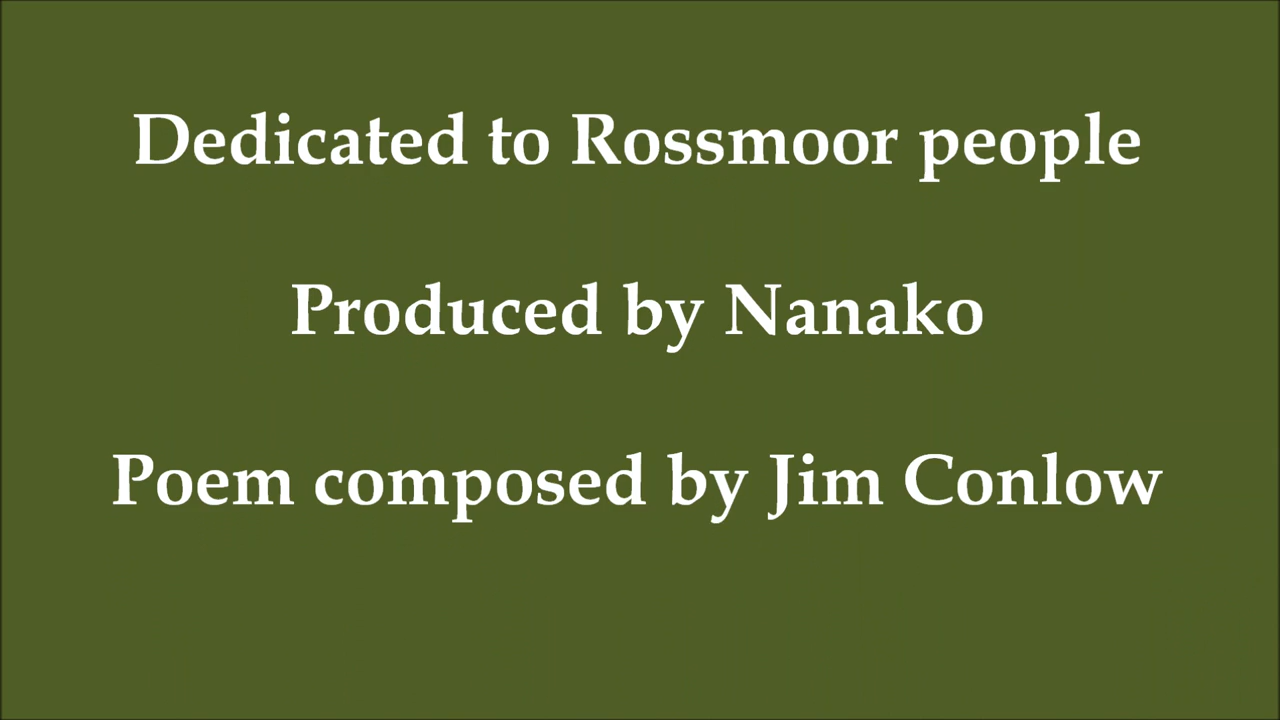 Dedicated to Rossmoor people
Produced by Nanako
Poem composed by Jim Conlow